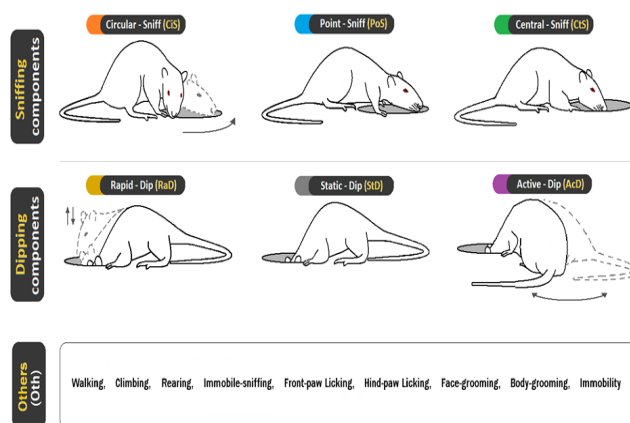 Sniffing
components
Circular - Sniff (CiS)
Point - Sniff (PoS)
Central - Sniff (CtS)
Dipping
components
Rapid - Dip (RaD)
Static - Dip (StD)
Active - Dip (AcD)
Others
(Oth)
Walking, Climbing, Rearing, Immobile-sniffing, Front-paw Licking, Hind-paw Licking, Face-grooming, Body-grooming, Immobility